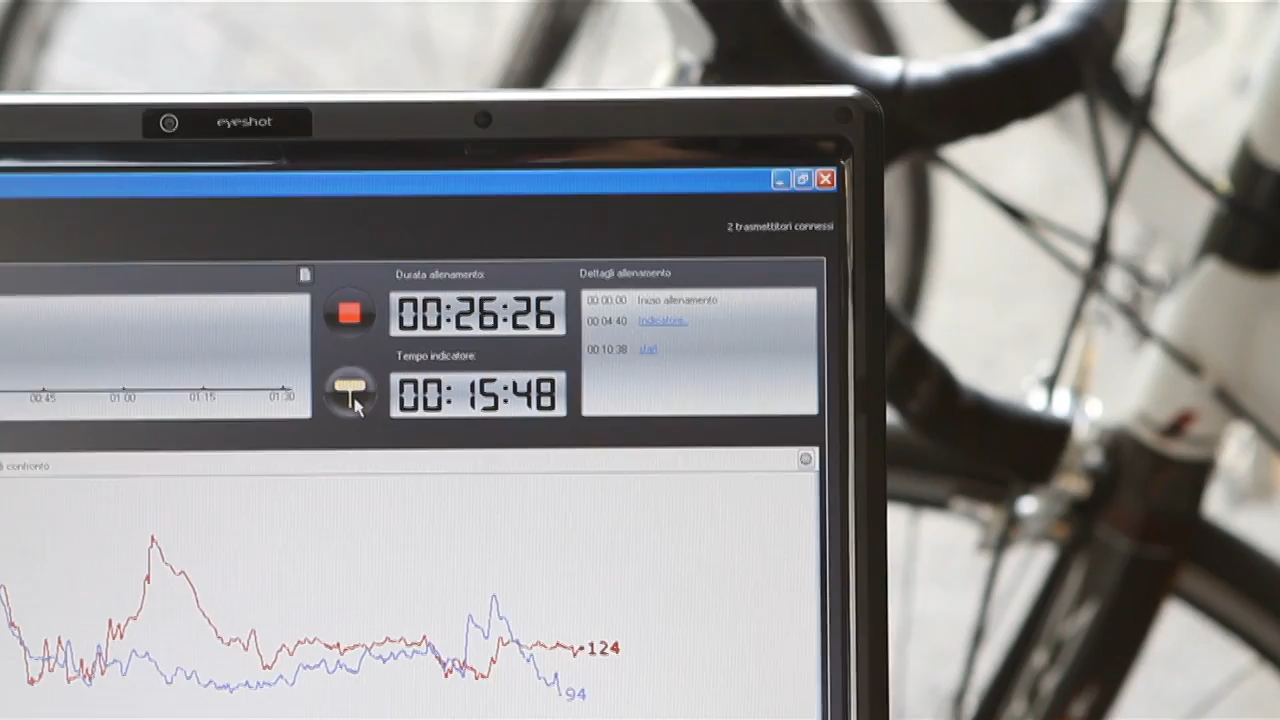 eyeshot
2 trasmettitori connessi
Durata allenamento:
00:26:26
Dettagli allenamento
00:00:00 Inizio allenamento
00:04:40 Indicatore..
00:10:38 start
Tempo indicatore:
00:15:48
00:45 01:00 01:15 01:30
confronto
124
94